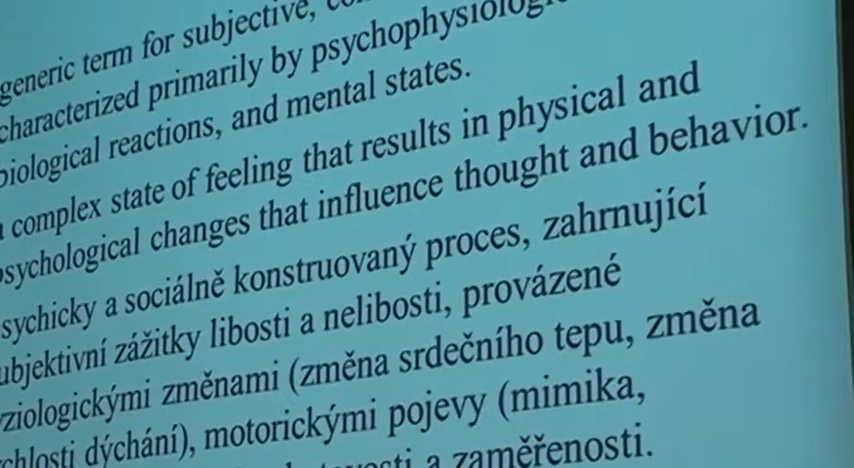 generic term for subjective,
characterized primarily by
biological reactions, and mental states.
complex state of feeling that results in physical and
psychological changes that influence thought and behavior.
sychicky a sociálně konstruovaný proces, zahrnující
ubjektivní zážitky libosti a nelibosti, provázené
ziologickými změnami (změna srdečního tepu, změna
chlosti dýchání), motorickými pojevy (mimika,
a zaměřenosti.